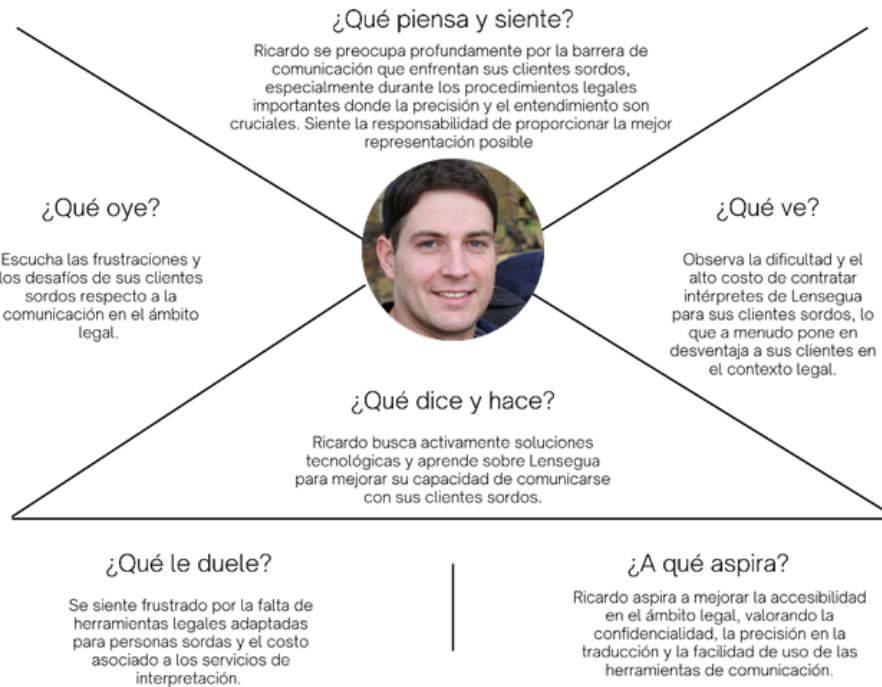 ¿Qué piensa y siente?
Ricardo se preocupa profundamente por la barrera de
comunicación que enfrentan sus clientes sordos,
especialmente durante los procedimientos legales
importantes donde la precisión y el entendimiento son
cruciales. Siente la responsabilidad de proporcionar la mejor
representación posible
¿Qué oye?
Escucha las frustraciones y
los desafíos de sus clientes
sordos respecto a la
comunicación en el ámbito
legal.
¿Qué ve?
Observa la dificultad y el
alto costo de contratar
intérpretes de Lensegua
para sus clientes sordos, lo
que a menudo pone en
desventaja a sus clientes en
el contexto legal.
¿Qué dice y hace?
Ricardo busca activamente soluciones
tecnológicas y aprende sobre Lensegua
para mejorar su capacidad de comunicarse
con sus clientes sordos.
¿Qué le duele?
Se siente frustrado por la falta de
herramientas legales adaptadas
para personas sordas y el costo
asociado a los servicios de
interpretación.
¿A qué aspira?
Ricardo aspira a mejorar la accesibilidad
en el ámbito legal, valorando la
confidencialidad, la precisión en la
traducción y la facilidad de uso de las
herramientas de comunicación.